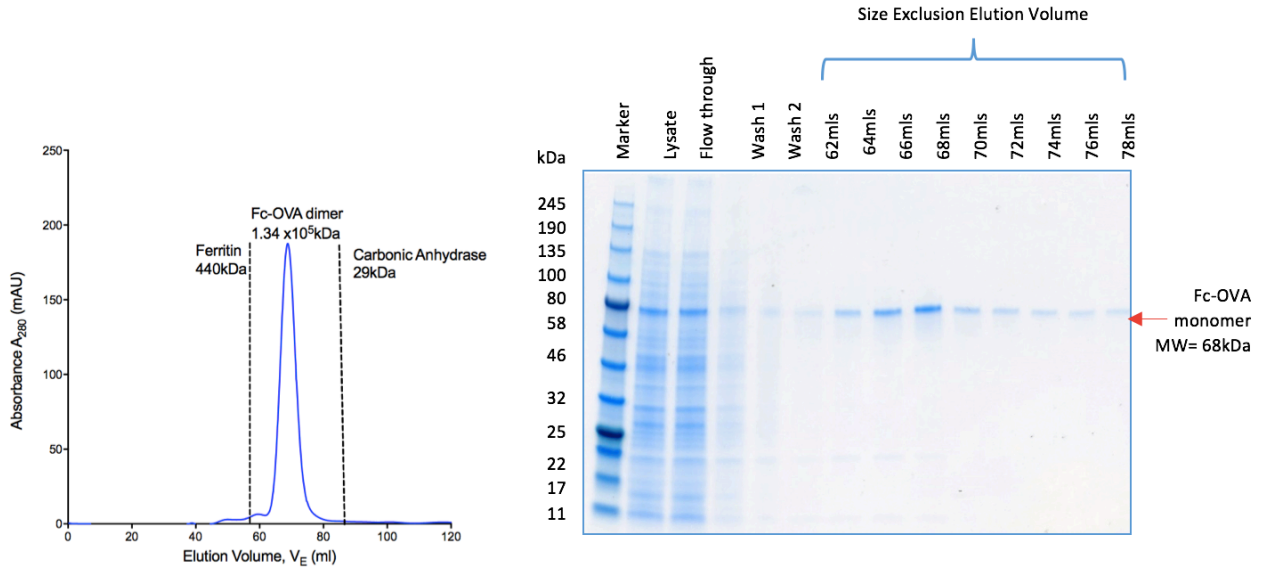 250
200
150
100
50
0
0
20
40
60
80
100
120
Absorbance A280 (mAU)
Elution Volume, VE (ml)
Ferritin
440kDa
Fc-OVA dimer
1.34 x10⁵kDa
Carbonic Anhydrase
29kDa
Size Exclusion Elution Volume
kDa
Marker
Lysate
Flow through
Wash 1
Wash 2
62mls
64mls
66mls
68mls
70mls
72mls
74mls
76mls
78mls
245
190
135
100
80
58
46
32
25
22
17
11
Fc-OVA
monomer
MW= 68kDa